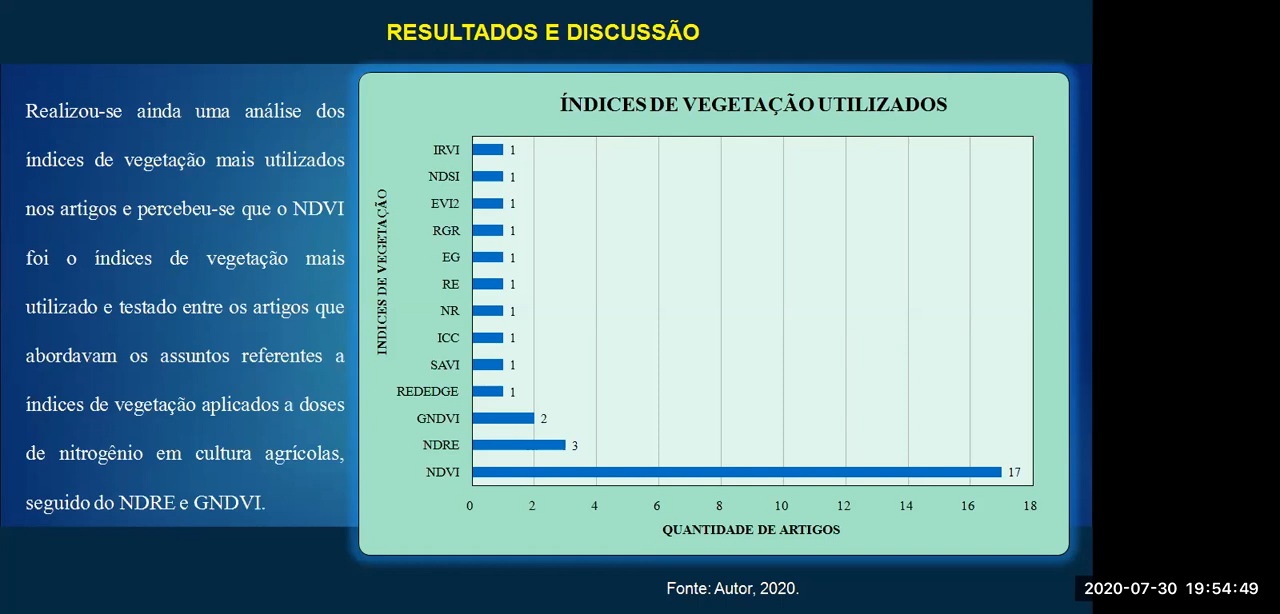 RESULTADOS E DISCUSSÃO
Realizou-se ainda uma análise dos
índices de vegetação mais utilizados
nos artigos e percebeu-se que o NDVI
foi o índices de vegetação mais
utilizado e testado entre os artigos que
abordavam os assuntos referentes a
índices de vegetação aplicados a doses
de nitrogênio em cultura agrícolas,
seguido do NDRE e GNDVI.
ÍNDICES DE VEGETAÇÃO UTILIZADOS
INDICES DE VEGETAÇÃO
IRVI 1
NDSI 1
EVI2 1
RGR 1
EG 1
RE 1
NR 1
ICC 1
SAVI 1
REDEDGE 1
GNDVI 2
NDRE 3
NDVI 17
0 2 4 6 8 10 12 14 16 18
QUANTIDADE DE ARTIGOS
Fonte: Autor, 2020.
2020-07-30 19:54:49